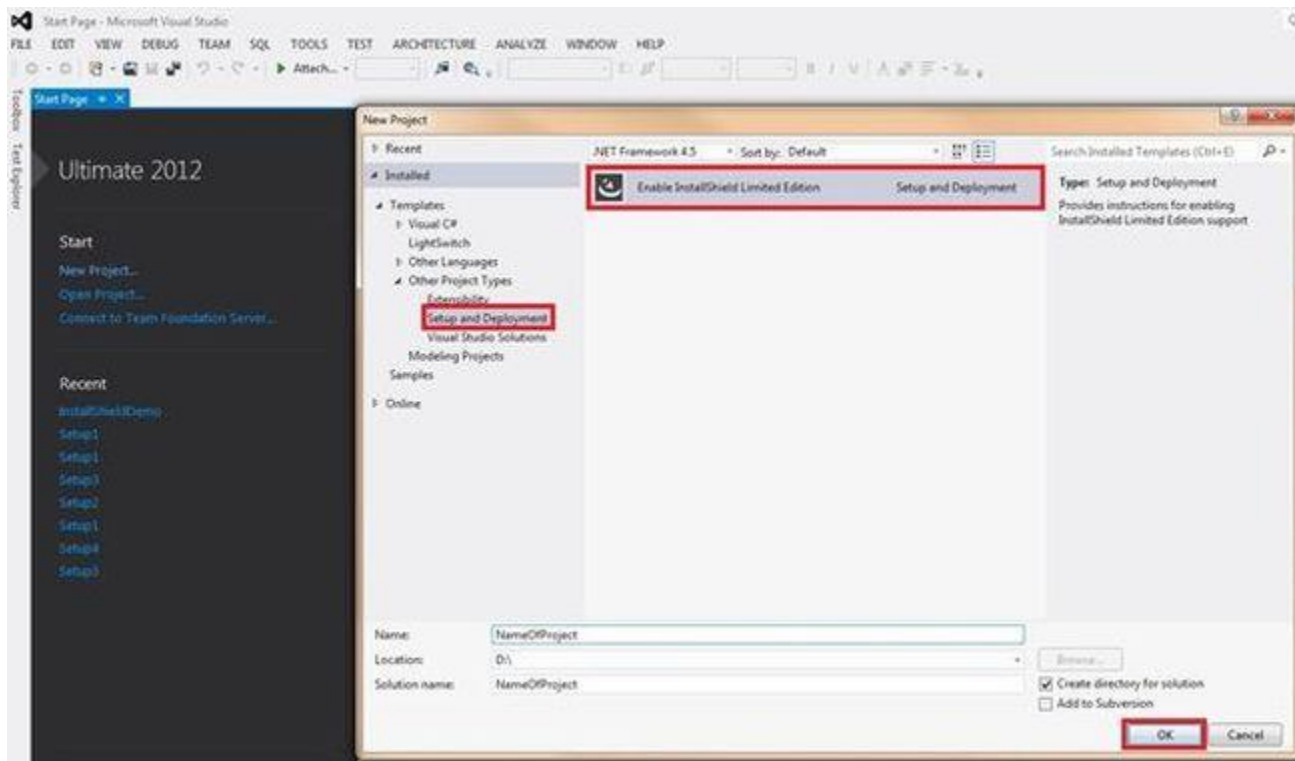 Start Page - Microsoft Visual Studio
FILE EDIT VIEW DEBUG TEAM SQL TOOLS TEST ARCHITECTURE ANALYZE WINDOW HELP
Attach...
Toolbox Test Explorer
Start Page
Ultimate 2012
Start
New Project...
Open Project...
Connect to Team Foundation Server...
Recent
InstallShieldDemo
Setup1
Setup1
Setup3
Setup2
Setup1
Setup4
Setup3
New Project
Recent
Installed
Templates
Visual C#
LightSwitch
Other Languages
Other Project Types
Extensibility
Setup and Deployment
Visual Studio Solutions
Modeling Projects
Samples
Online
.NET Framework 4.5 Sort by: Default
Enable InstallShield Limited Edition Setup and Deployment
Search Installed Templates (Ctrl+E)
Type: Setup and Deployment
Provides instructions for enabling
InstallShield Limited Edition support
Name: NameOfProject
Location: D:\
Browse...
Solution name: NameOfProject
Create directory for solution
Add to Subversion
OK Cancel